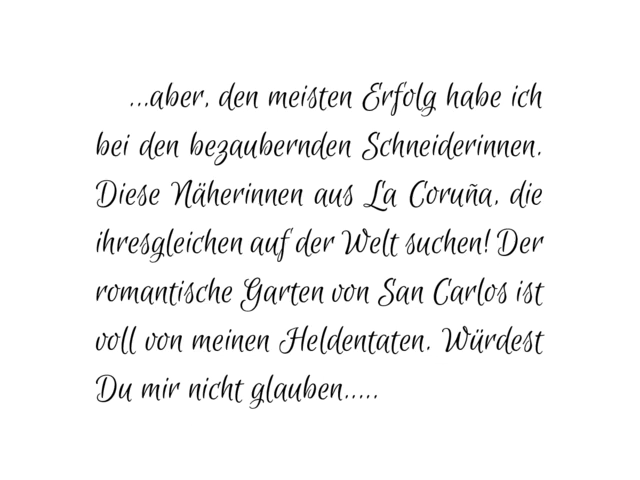 ...aber, den meisten Erfolg habe ich
bei den bezaubernden Schneiderinnen.
Diese Näherinnen aus La Coruña, die
ihresgleichen auf der Welt suchen! Der
romantische Garten von San Carlos ist
voll von meinen Heldentaten. Würdest
Du mir nicht glauben.....